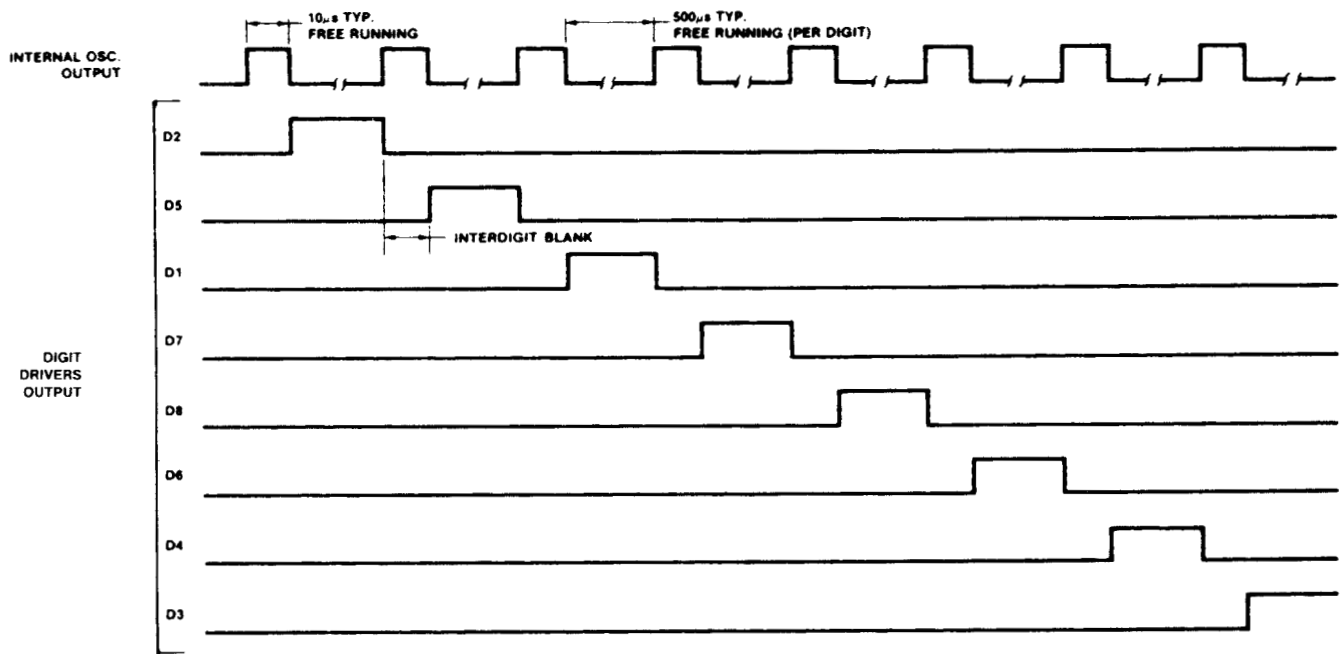 10µs TYP.
FREE RUNNING
500µs TYP.
FREE RUNNING (PER DIGIT)
INTERNAL OSC.
OUTPUT
D2
D5
INTERDIGIT BLANK
D1
D7
DIGIT
DRIVERS
OUTPUT
D8
D6
D4
D3